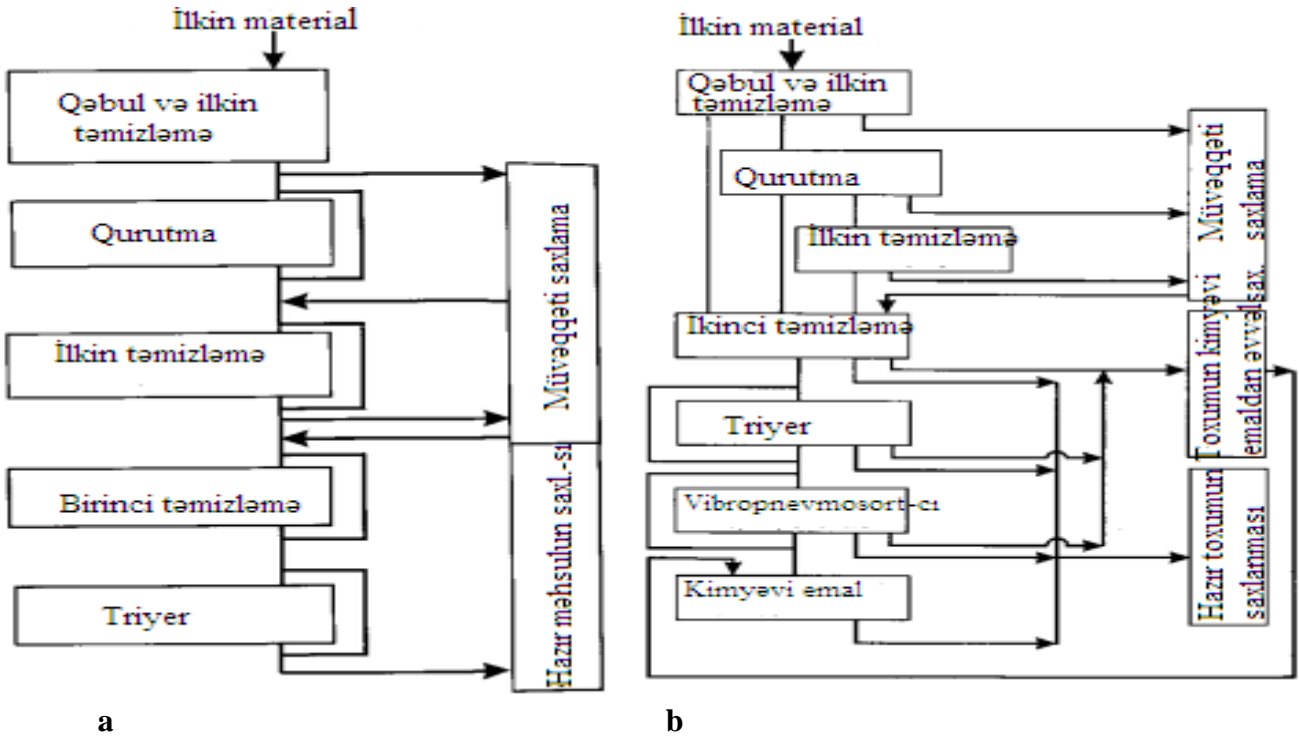 İlkin material
Qəbul və ilkin
təmizləmə
Qurutma
İlkin təmizləmə
Birinci təmizləmə
Triyer
Müvəqqəti saxlama
Hazır məhsulun saxl.-sı
a
İlkin material
Qəbul və ilkin
təmizləmə
Qurutma
İlkin təmizləmə
İkinci təmizləmə
Triyer
Vibropnevmosort-cı
Kimyəvi emal
Müvəqqəti
saxlama
Toxumun kimyəvi
emaldan əvvəlsax.
Hazır toxumun
saxlanması
b